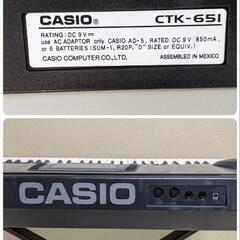 CASIO® CTK-651
RATING: DC 9V
USE AC ADAPTOR only CASIO AD-5, RATED DC 9V 850mA,
or 6 BATTERIES (SUM-1, R20P, "D" SIZE or EQUIV.)
CASIO COMPUTER CO.,LTD. ASSEMBLED IN MEXICO
CASIO